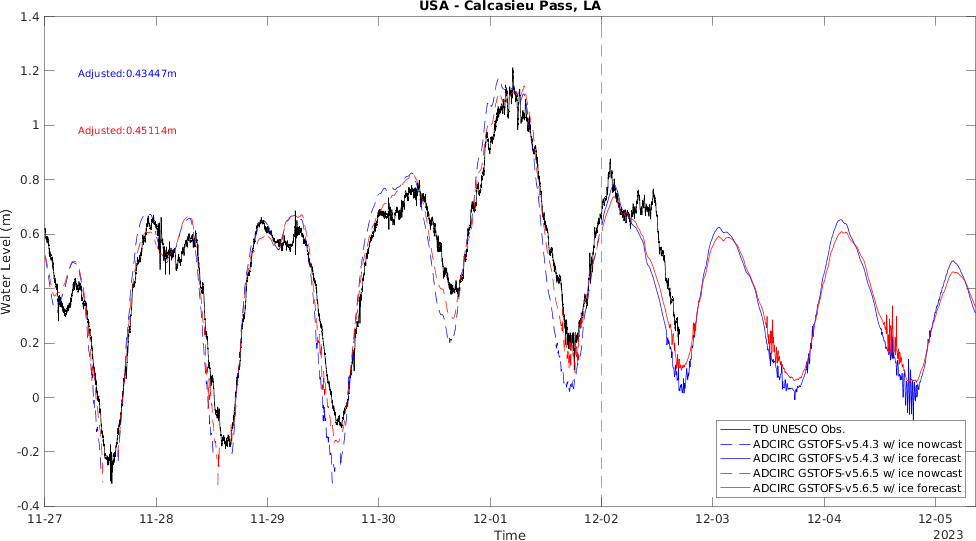 USA - Calcasieu Pass, LA
1.4
1.2
1
0.8
0.6
0.4
0.2
0
-0.2
-0.4
Water Level (m)
Adjusted:0.43447m
Adjusted:0.45114m
TD UNESCO Obs.
ADCIRC GSTOFS-v5.4.3 w/ ice nowcast
ADCIRC GSTOFS-v5.4.3 w/ ice forecast
ADCIRC GSTOFS-v5.6.5 w/ ice nowcast
ADCIRC GSTOFS-v5.6.5 w/ ice forecast
11-27 11-28 11-29 11-30 12-01 12-02 12-03 12-04 12-05
Time
2023